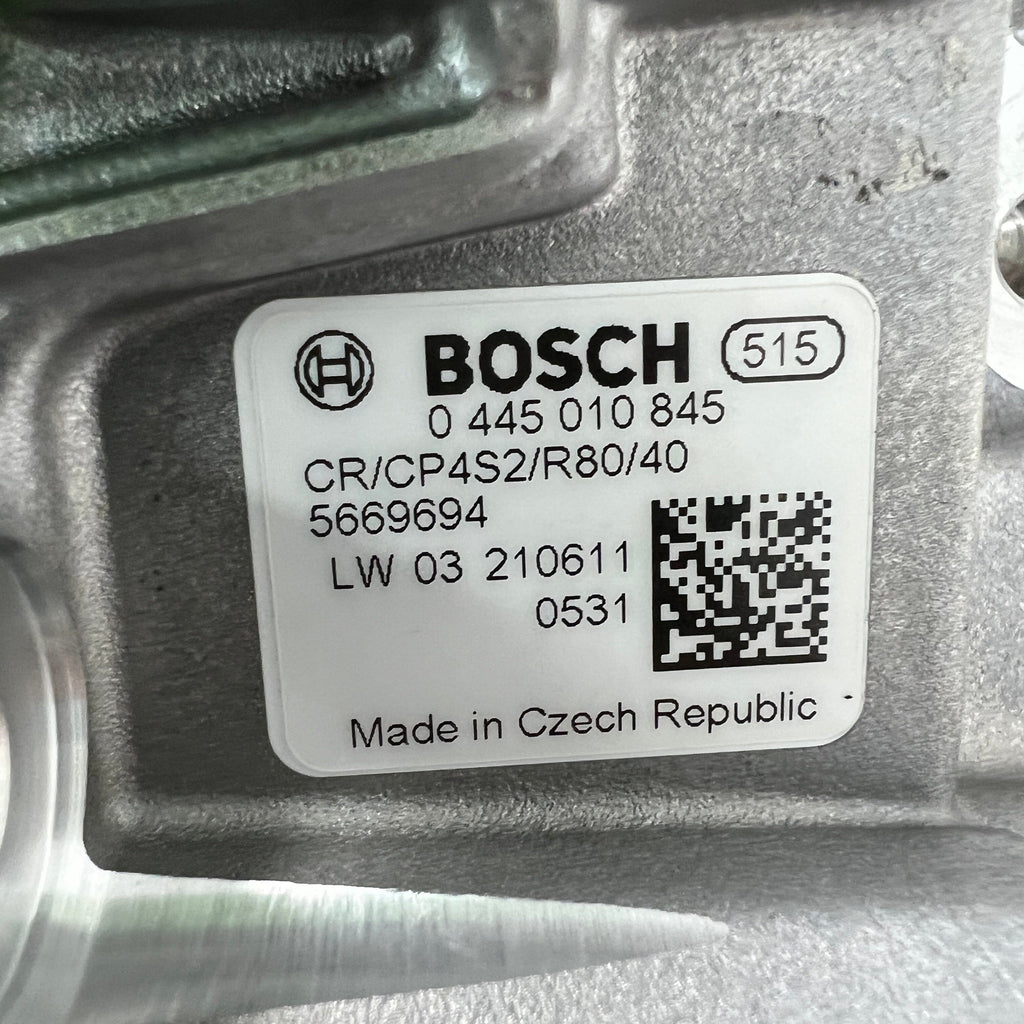 BOSCH 515
0 445 010 845
CR/CP4S2/R80/40
5669694
LW 03 210611
0531
Made in Czech Republic